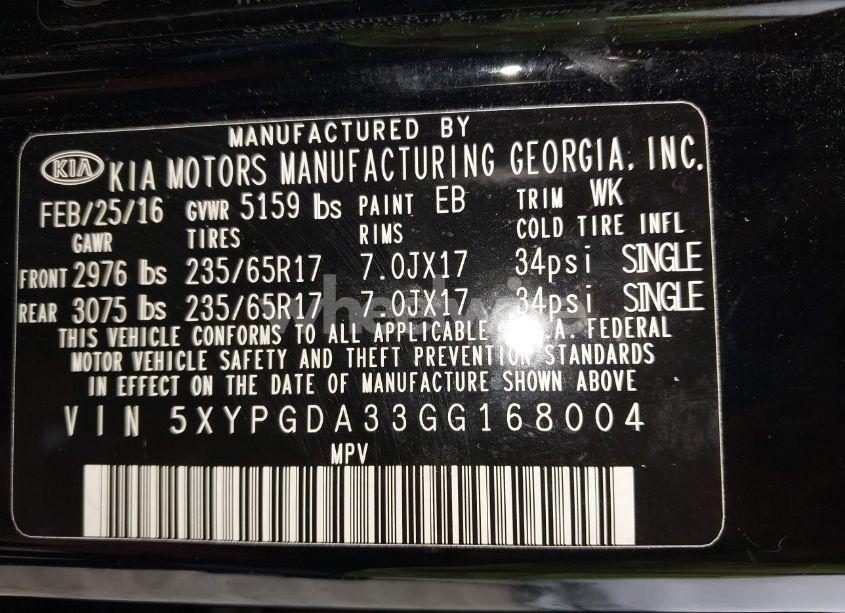 MANUFACTURED BY
KIA KIA MOTORS MANUFACTURING GEORGIA, INC.
FEB/25/16 GVWR 5159 lbs PAINT EB TRIM WK
GAWR TIRES RIMS COLD TIRE INFL
FRONT 2976 lbs 235/65R17 7.0JX17 34psi SINGLE
REAR 3075 lbs 235/65R17 7.0JX17 34psi SINGLE
THIS VEHICLE CONFORMS TO ALL APPLICABLE U.S.A. FEDERAL
MOTOR VEHICLE SAFETY AND THEFT PREVENTION STANDARDS
IN EFFECT ON THE DATE OF MANUFACTURE SHOWN ABOVE
VIN 5XYPGDA33GG168004
MPV